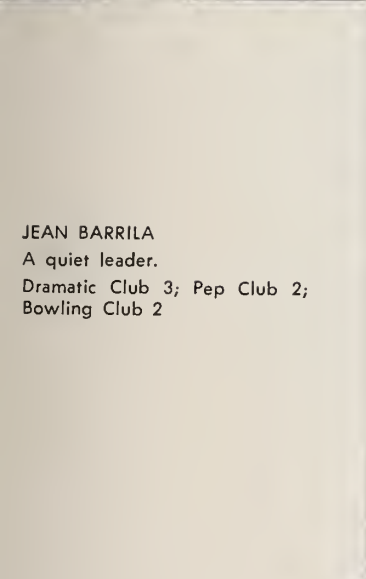 JEAN BARRILA
A quiet leader.
Dramatic Club 3; Pep Club 2;
Bowling Club 2